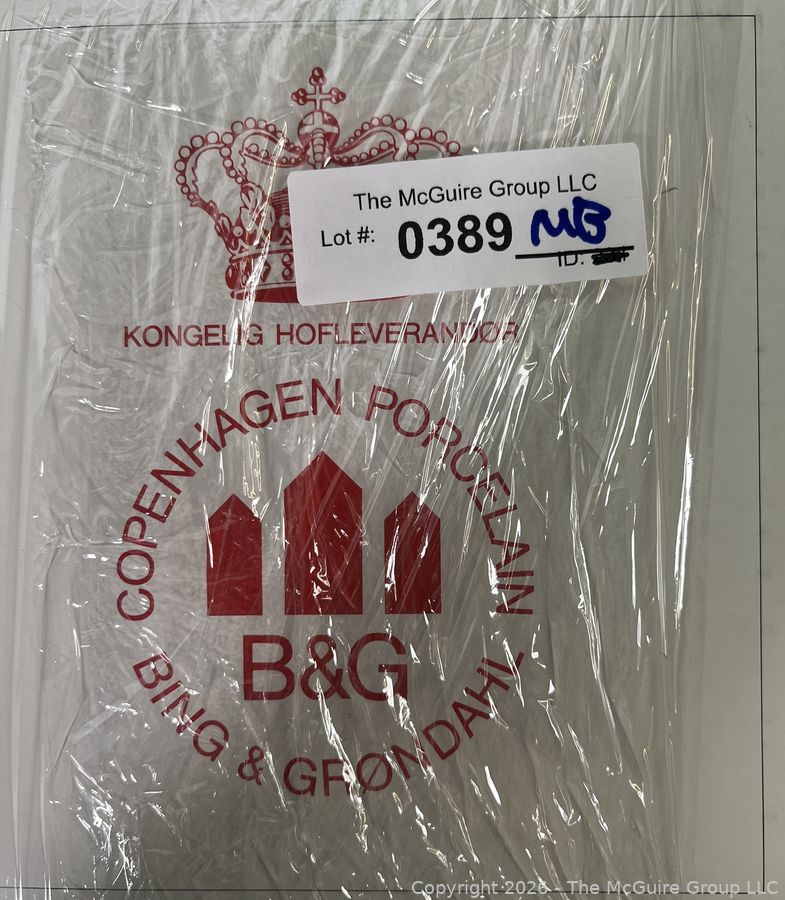 The McGuire Group LLC
Lot #: 0389 MB
ID:
KONGELIG HOFLEVERANDØR
COPENHAGEN PORCELAIN
B&G
BING & GRØNDAHL
Copyright 2026 - The McGuire Group LLC